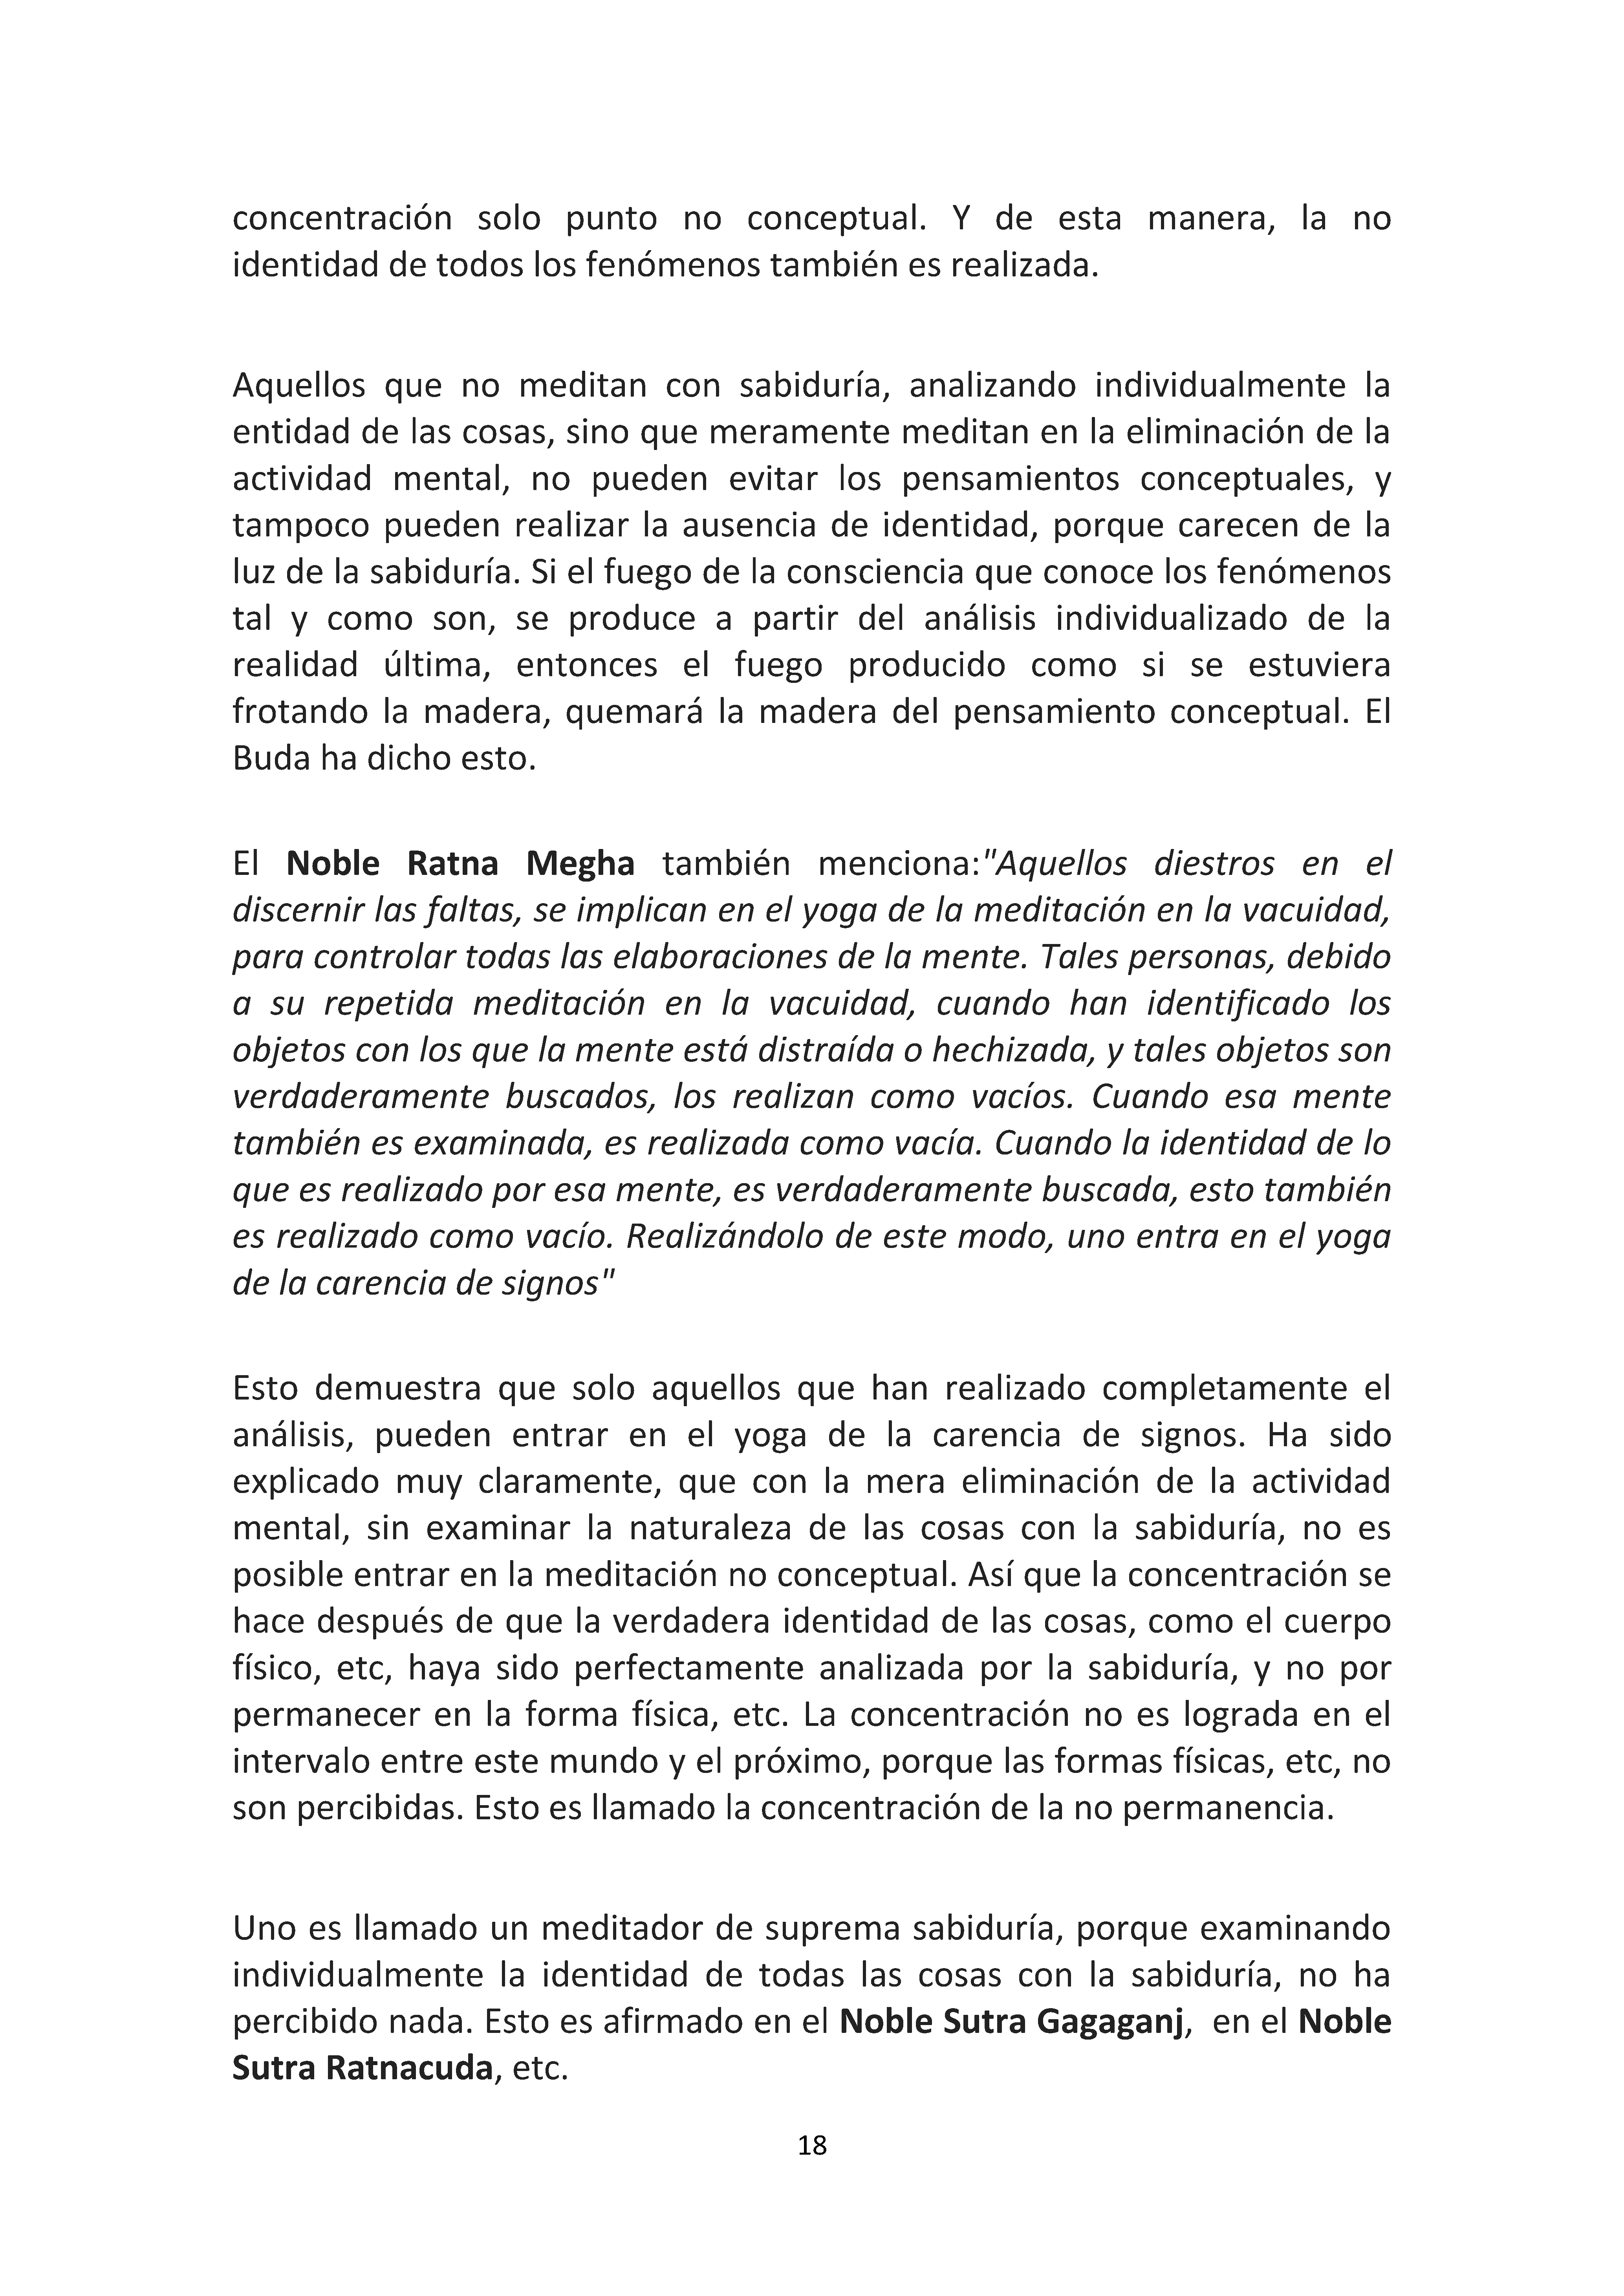 concentración solo punto no conceptual. Y de esta manera, la no
identidad de todos los fenómenos también es realizada.
Aquellos que no meditan con sabiduría, analizando individualmente la
entidad de las cosas, sino que meramente meditan en la eliminación de la
actividad mental, no pueden evitar los pensamientos conceptuales, y
tampoco pueden realizar la ausencia de identidad, porque carecen de la
luz de la sabiduría. Si el fuego de la consciencia que conoce los fenómenos
tal y como son, se produce a partir del análisis individualizado de la
realidad última, entonces el fuego producido como si se estuviera
frotando la madera, quemará la madera del pensamiento conceptual. El
Buda ha dicho esto.
El Noble Ratna Megha también menciona:"Aquellos diestros en el
discernir las faltas, se implican en el yoga de la meditación en la vacuidad,
para controlar todas las elaboraciones de la mente. Tales personas, debido
a su repetida meditación en la vacuidad, cuando han identificado los
objetos con los que la mente está distraída o hechizada, y tales objetos son
verdaderamente buscados, los realizan como vacíos. Cuando esa mente
también es examinada, es realizada como vacía. Cuando la identidad de lo
que es realizado por esa mente, es verdaderamente buscada, esto también
es realizado como vacío. Realizándolo de este modo, uno entra en el yoga
de la carencia de signos"
Esto demuestra que solo aquellos que han realizado completamente el
análisis, pueden entrar en el yoga de la carencia de signos. Ha sido
explicado muy claramente, que con la mera eliminación de la actividad
mental, sin examinar la naturaleza de las cosas con la sabiduría, no es
posible entrar en la meditación no conceptual. Así que la concentración se
hace después de que la verdadera identidad de las cosas, como el cuerpo
físico, etc, haya sido perfectamente analizada por la sabiduría, y no por
permanecer en la forma física, etc. La concentración no es lograda en el
intervalo entre este mundo y el próximo, porque las formas físicas, etc, no
son percibidas. Esto es llamado la concentración de la no permanencia.
Uno es llamado un meditador de suprema sabiduría, porque examinando
individualmente la identidad de todas las cosas con la sabiduría, no ha
percibido nada. Esto es afirmado en el Noble Sutra Gagaganj, en el Noble
Sutra Ratnacuda, etc.
18